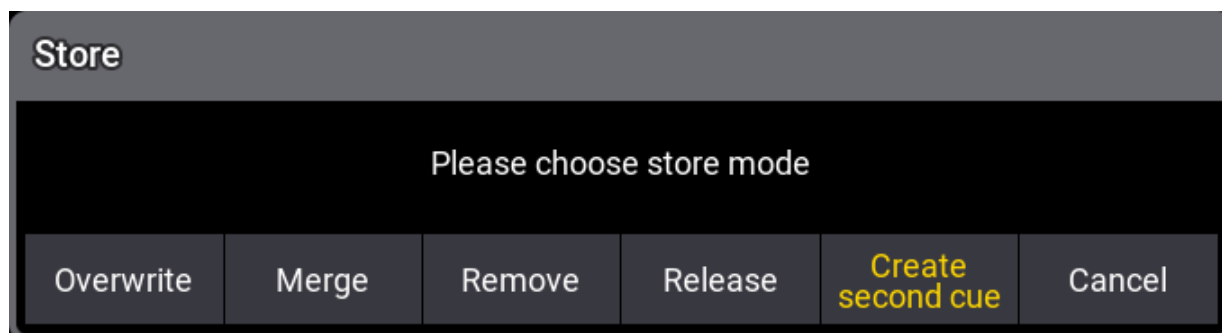 Store
Please choose store mode
Overwrite Merge Remove Release Create second cue Cancel